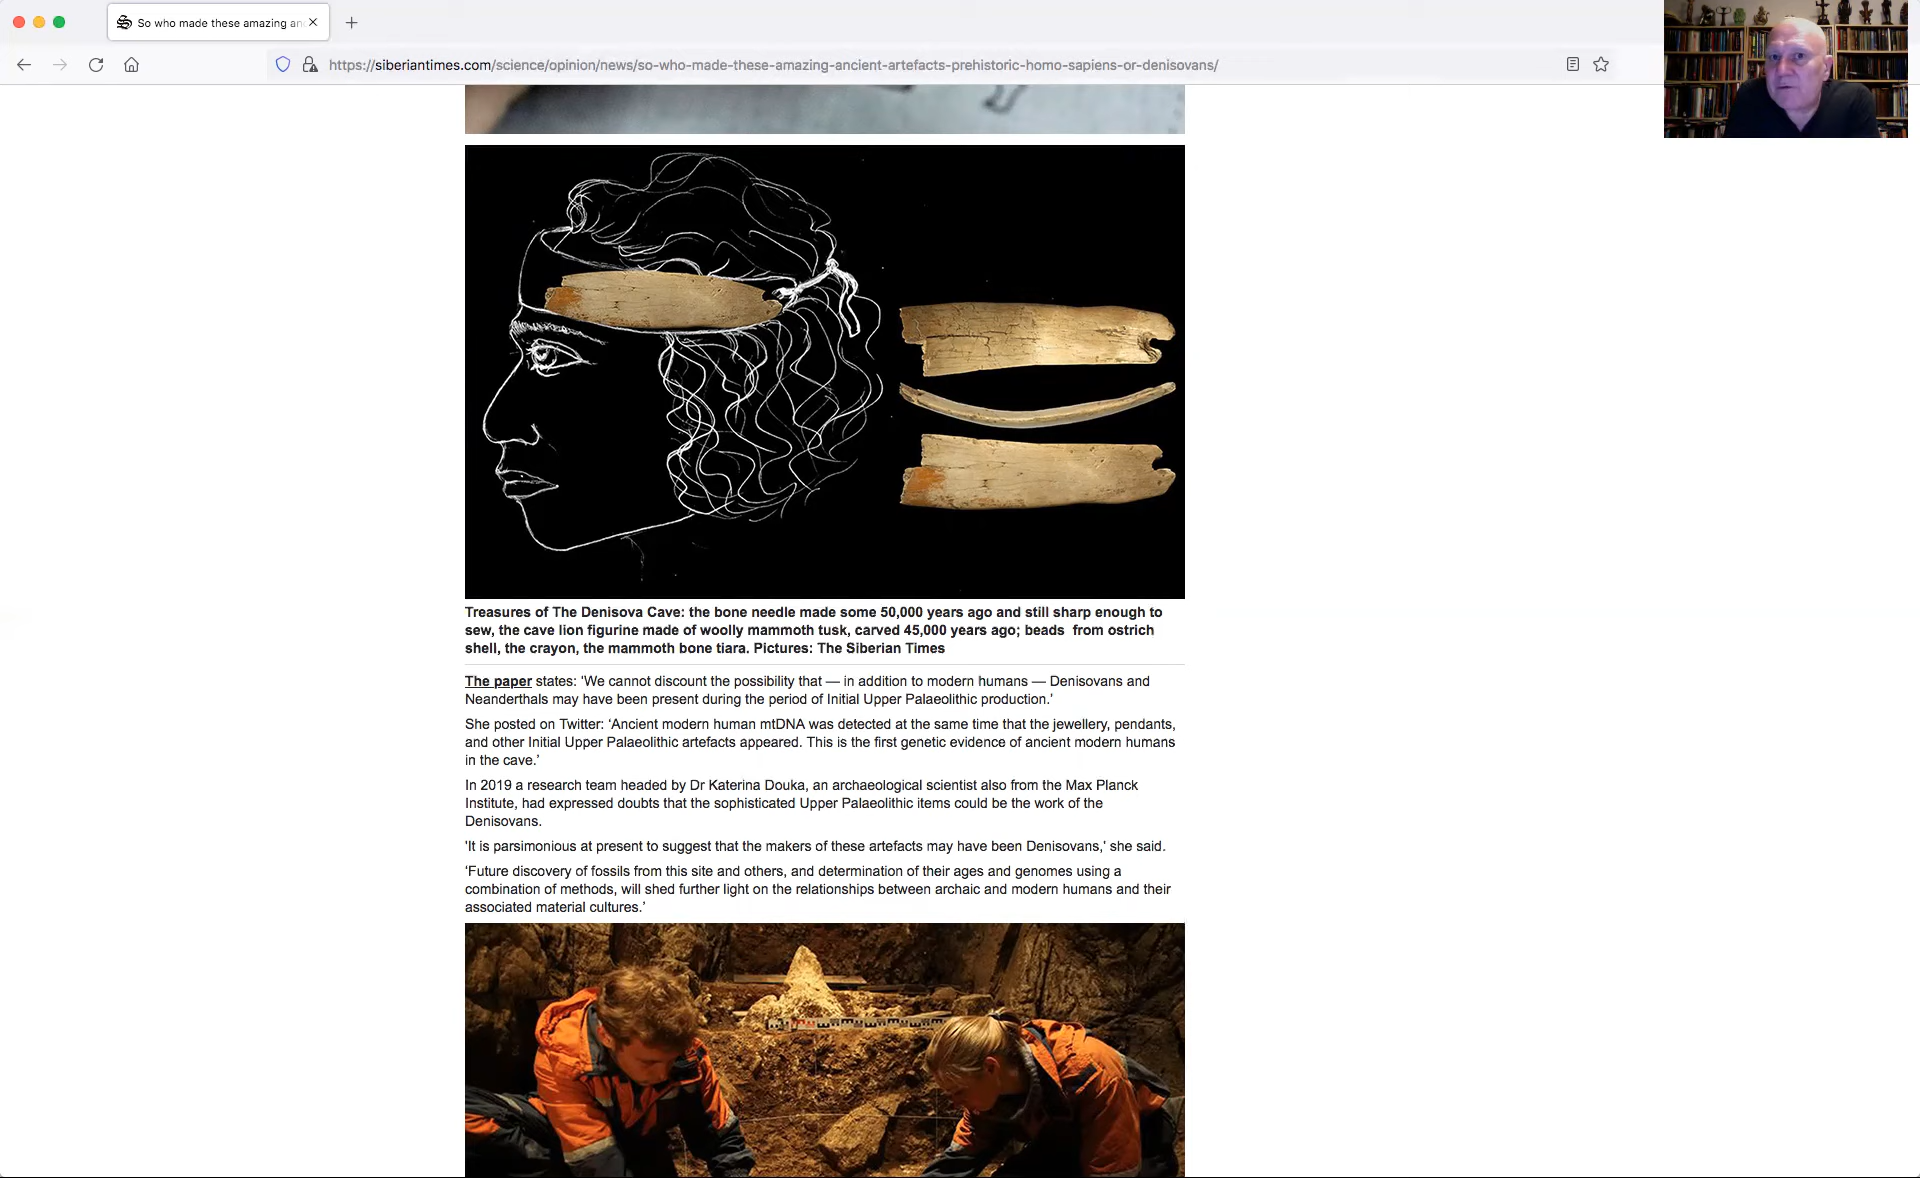 So who made these amazing an
https://siberiantimes.com/science/opinion/news/so-who-made-these-amazing-ancient-artefacts-prehistoric-homo-sapiens-or-denisovans/
Treasures of The Denisova Cave: the bone needle made some 50,000 years ago and still sharp enough to
sew, the cave lion figurine made of woolly mammoth tusk, carved 45,000 years ago; beads from ostrich
shell, the crayon, the mammoth bone tiara. Pictures: The Siberian Times
The paper states: ‘We cannot discount the possibility that — in addition to modern humans — Denisovans and
Neanderthals may have been present during the period of Initial Upper Palaeolithic production.’
She posted on Twitter: ‘Ancient modern human mtDNA was detected at the same time that the jewellery, pendants,
and other Initial Upper Palaeolithic artefacts appeared. This is the first genetic evidence of ancient modern humans
in the cave.’
In 2019 a research team headed by Dr Katerina Douka, an archaeological scientist also from the Max Planck
Institute, had expressed doubts that the sophisticated Upper Palaeolithic items could be the work of the
Denisovans.
'It is parsimonious at present to suggest that the makers of these artefacts may have been Denisovans,' she said.
‘Future discovery of fossils from this site and others, and determination of their ages and genomes using a
combination of methods, will shed further light on the relationships between archaic and modern humans and their
associated material cultures.’